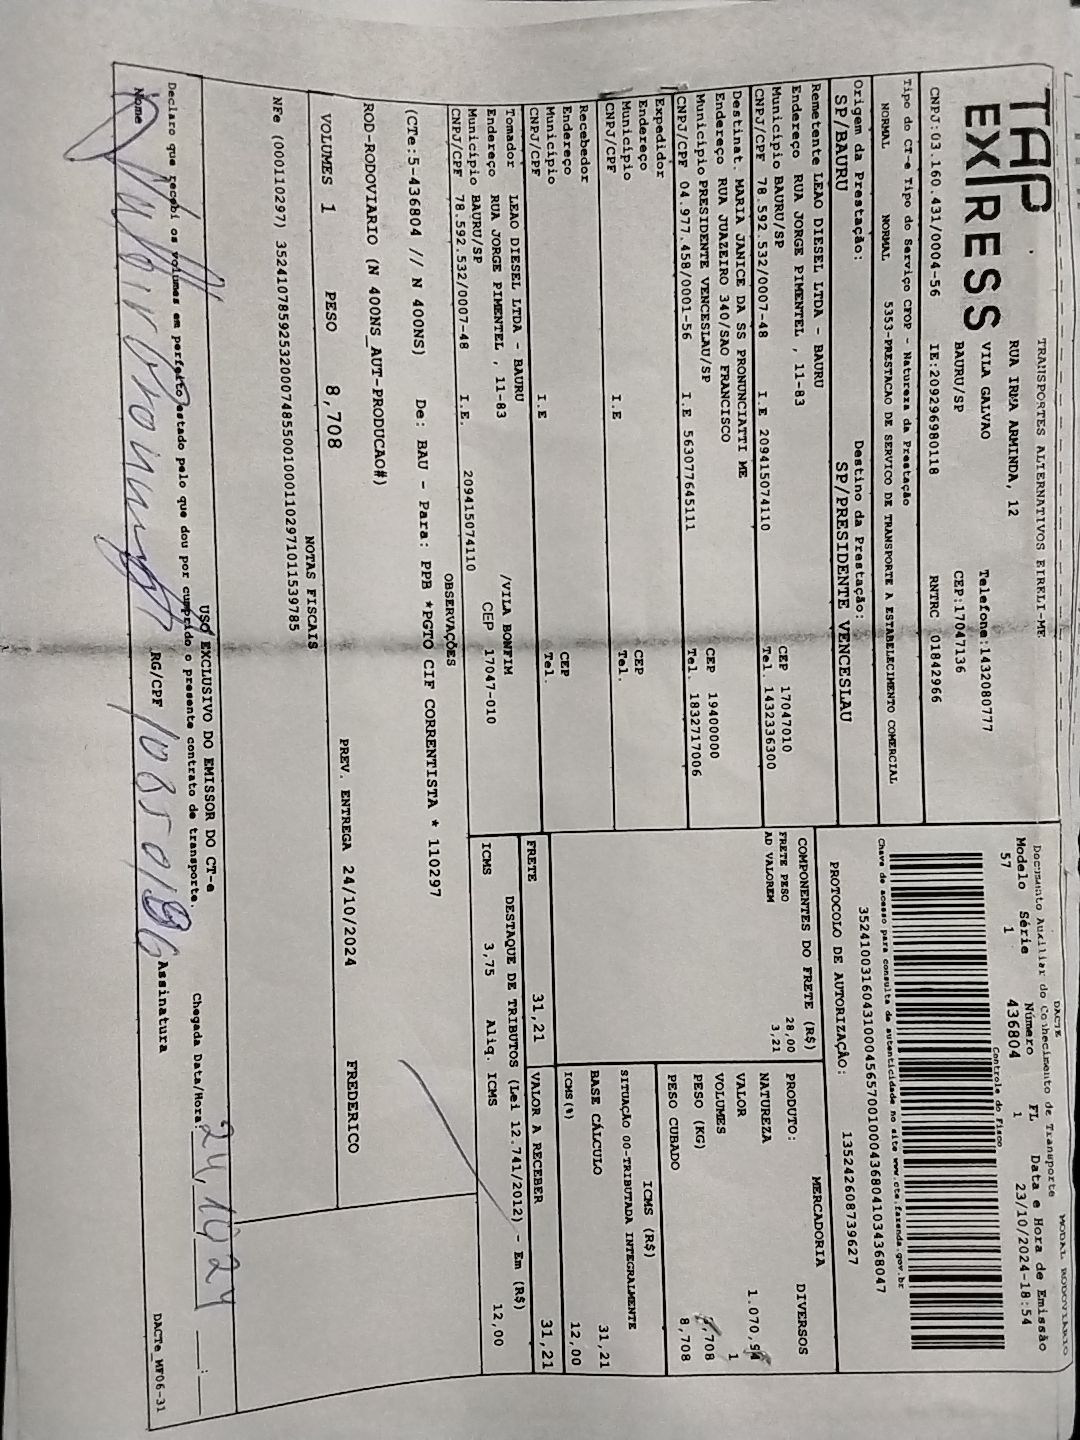 TAP
EXPRESS
TRANSPORTES ALTERNATIVOS EIRELI-ME
RUA IRMA ARMINDA, 12
VILA GALVAO Telefone:1432080777
BAURU/SP CEP:17047136
CNPJ:03.160.431/0004-56 IE:209296980118 RNTRC 01842966
MODAL RODOVIARIO
DACTE
Documento Auxiliar do Conhecimento de Transporte
Modelo Série Número FL Data e Hora de Emissão
57 1 436804 1 23/10/2024-18:54
Controle do Fisco
Chave de acesso para consulta de autenticidade no site www.cte.fazenda.gov.br
PROTOCOLO DE AUTORIZAÇÃO: 135242608739627
Tipo do CT-e Tipo do Serviço CFOP - Natureza da Prestação
NORMAL NORMAL 5353-PRESTACAO DE SERVICO DE TRANSPORTE A ESTABELECIMENTO COMERCIAL
Origem da Prestação: Destino da Prestação:
SP/BAURU SP/PRESIDENTE VENCESLAU
Remetente LEAO DIESEL LTDA - BAURU
Endereço RUA JORGE PIMENTEL , 11-83
Município BAURU/SP CEP 17047010
CNPJ/CPF 78.592.532/0007-48 I.E 209415074110 Tel. 1432336300
Destinat. MARIA JANICE DA SS PRONUNCIATTI ME
Endereço RUA JUAZEIRO 340/SAO FRANCISCO
Município PRESIDENTE VENCESLAU/SP CEP 19400000
CNPJ/CPF 04.977.458/0001-56 I.E 563077645111 Tel. 1832717006
Expedidor
Endereço
Município CEP
CNPJ/CPF I.E Tel.
Recebedor
Endereço
Município CEP
CNPJ/CPF I.E Tel.
Tomador LEAO DIESEL LTDA - BAURU
Endereço RUA JORGE PIMENTEL , 11-83 /VILA BONFIM
Município BAURU/SP CEP 17047-010
CNPJ/CPF 78.592.532/0007-48 I.E. 209415074110
COMPONENTES DO FRETE (R$)
FRETE PESO 28,00
AD VALOREM 3,21
MERCADORIA
PRODUTO: DIVERSOS
NATUREZA
VALOR 1.070,
VOLUMES 1
PESO (KG) ,708
PESO CUBADO 8,708
ICMS (R$)
SITUAÇÃO 00-TRIBUTADA INTEGRALMENTE
BASE CÁLCULO 31,21
ICMS(%) 12,00
FRETE 31,21 VALOR A RECEBER 31,21
DESTAQUE DE TRIBUTOS (Lei 12.741/2012) - Em (R$)
ICMS 3,75 Aliq. ICMS 12,00
OBSERVAÇÕES
(CTe:5-436804 // N 400NS) De: BAU - Para: PPB *PGTO CIF CORRENTISTA * 110297
ROD-RODOVIARIO (N 400NS_AUT-PRODUCAO#)
VOLUMES 1 PESO 8,708 PREV. ENTREGA 24/10/2024 FREDERICO
NOTAS FISCAIS
NFe (000110297)
USO EXCLUSIVO DO EMISSOR DO CT-e
Declaro que recebi os volumes em perfeito estado pelo que dou por cumprido o presente contrato de transporte.
Chegada Data/Hora: 24,10,24 __:__
Nome RG/CPF Assinatura
DACTe_MF06-31